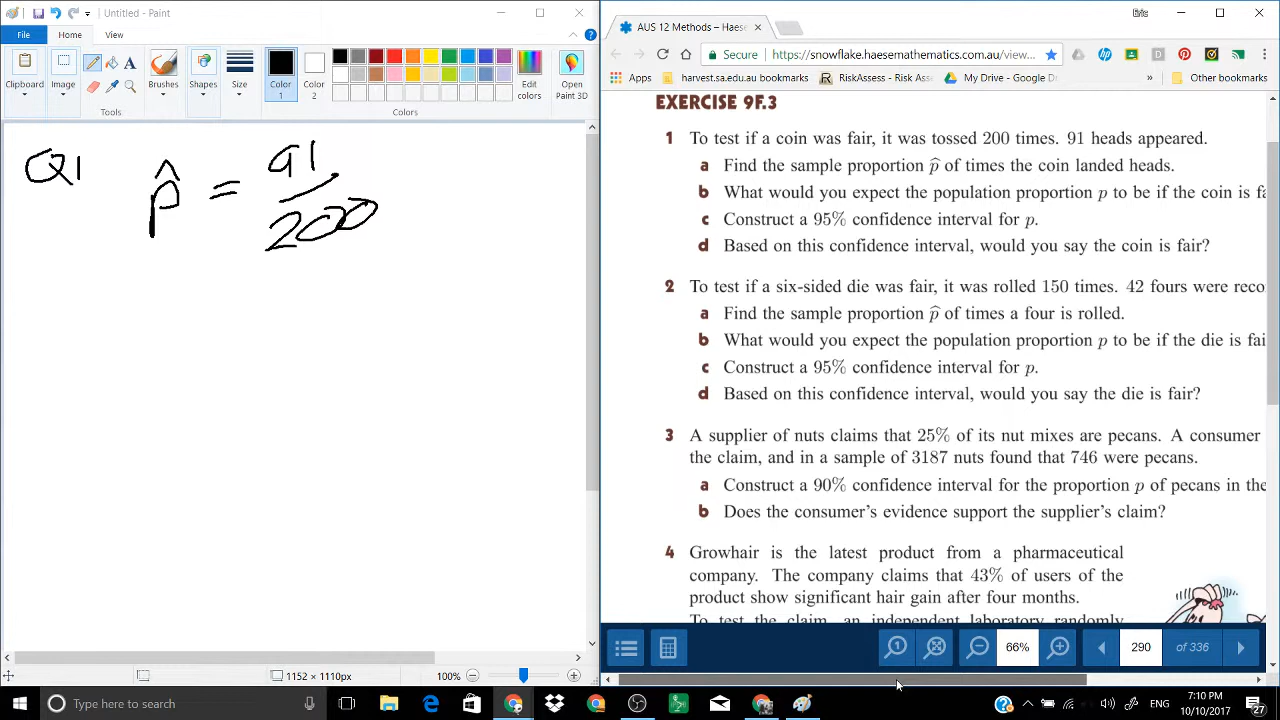 Untitled - Paint
File
Home
View
Clipboard
Tools
Brushes
Shapes
Size
Color 1
Color 2
Edit colors
Open Paint 3D
Colors
Q1 p̂ = 91/200
1152 × 1110px
100%
AUS 12 Methods – Haese
Secure
https://snowflake.haesemathematics.com.au/view...
Apps
harvest.sa.edu.au bookmarks
RiskAssess - Risk Ass
My Drive - Google
Other bookmarks
EXERCISE 9F.3
1 To test if a coin was fair, it was tossed 200 times. 91 heads appeared.
a Find the sample proportion p̂ of times the coin landed heads.
b What would you expect the population proportion p to be if the coin is fa
c Construct a 95% confidence interval for p.
d Based on this confidence interval, would you say the coin is fair?
2 To test if a six-sided die was fair, it was rolled 150 times. 42 fours were reco
a Find the sample proportion p̂ of times a four is rolled.
b What would you expect the population proportion p to be if the die is fai
c Construct a 95% confidence interval for p.
d Based on this confidence interval, would you say the die is fair?
3 A supplier of nuts claims that 25% of its nut mixes are pecans. A consumer
the claim, and in a sample of 3187 nuts found that 746 were pecans.
a Construct a 90% confidence interval for the proportion p of pecans in the
b Does the consumer's evidence support the supplier's claim?
4 Growhair is the latest product from a pharmaceutical
company. The company claims that 43% of users of the
product show significant hair gain after four months.
To test the claim, an independent laboratory randomly
66%
290
of 336
Type here to search
ENG
7:10 PM
10/10/2017